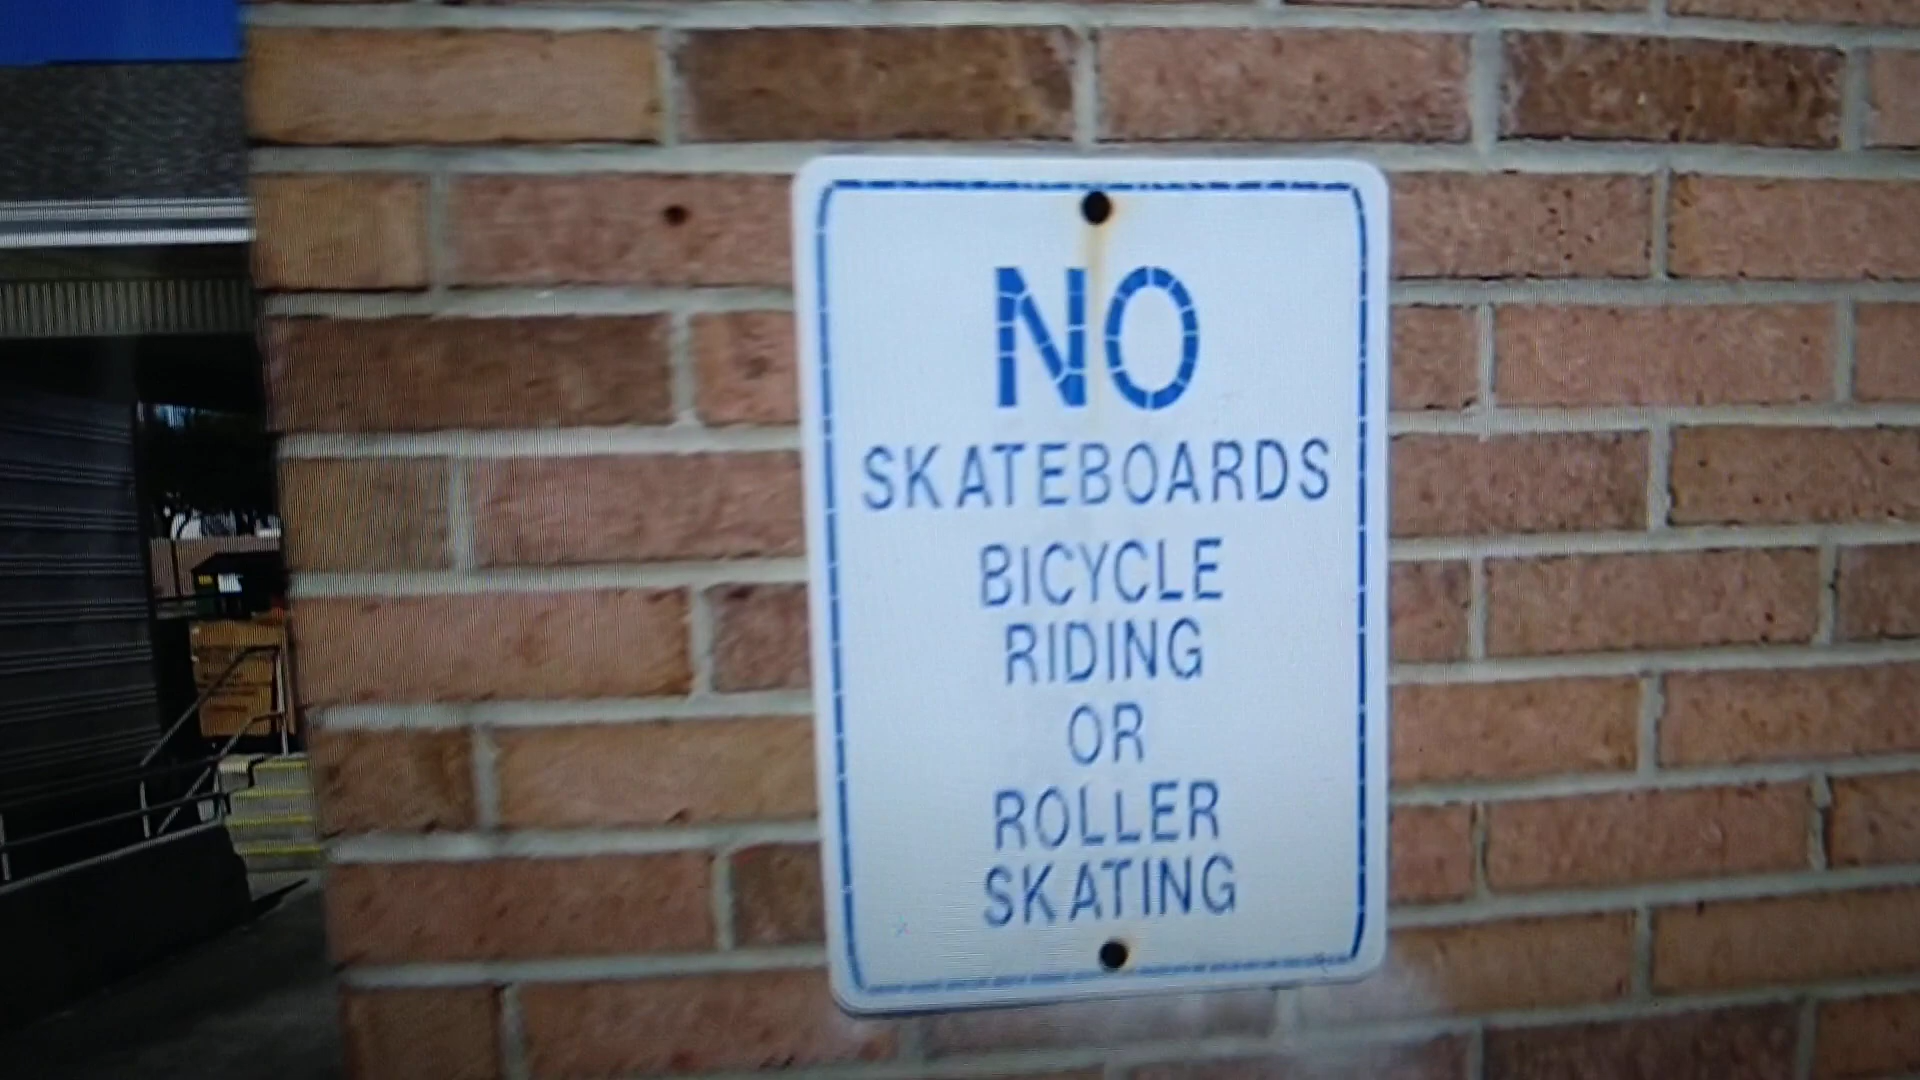 NO
SKATEBOARDS
BICYCLE
RIDING
OR
ROLLER
SKATING